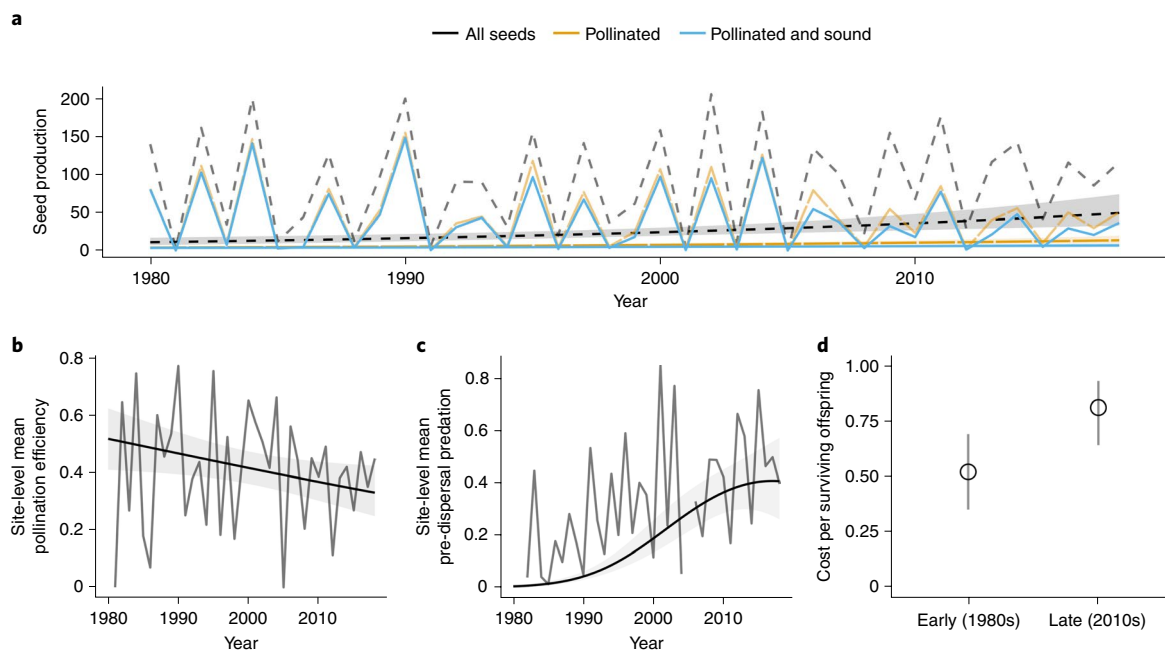 a
All seeds Pollinated Pollinated and sound
Seed production
200
150
100
50
0
1980 1990 2000 2010
Year
b
Site-level mean
pollination efficiency
0.8
0.6
0.4
0.2
0
1980 1990 2000 2010
Year
c
Site-level mean
pre-dispersal predation
0.8
0.6
0.4
0.2
0
1980 1990 2000 2010
Year
d
Cost per surviving offspring
1.00
0.75
0.50
0.25
0
Early (1980s) Late (2010s)